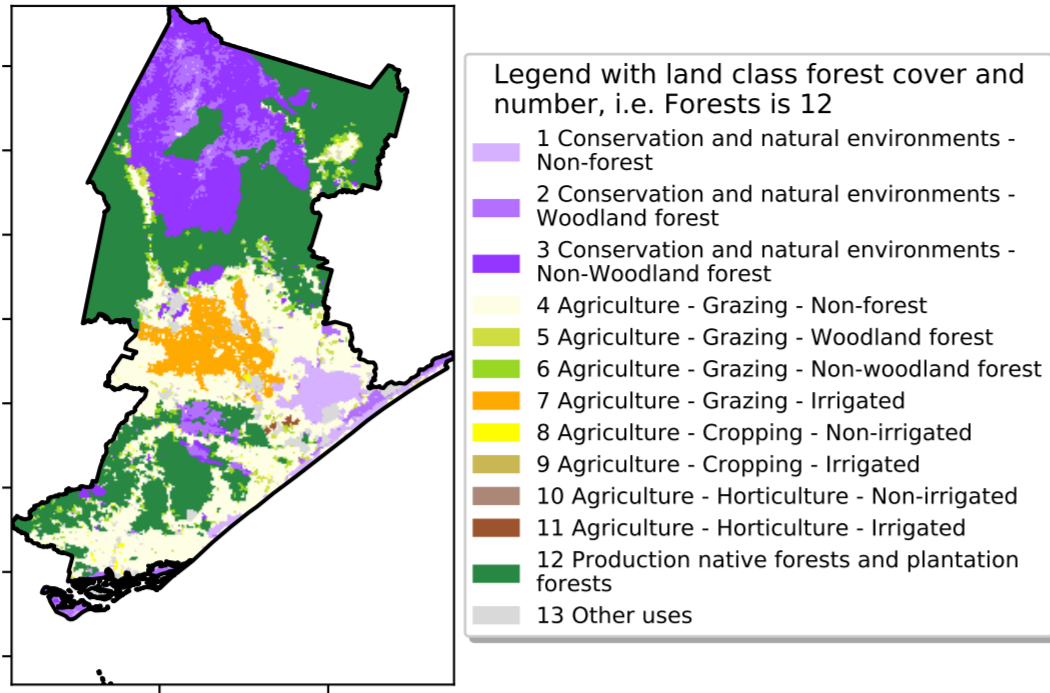 Legend with land class forest cover and
number, i.e. Forests is 12
1 Conservation and natural environments -
Non-forest
2 Conservation and natural environments -
Woodland forest
3 Conservation and natural environments -
Non-Woodland forest
4 Agriculture - Grazing - Non-forest
5 Agriculture - Grazing - Woodland forest
6 Agriculture - Grazing - Non-woodland forest
7 Agriculture - Grazing - Irrigated
8 Agriculture - Cropping - Non-irrigated
9 Agriculture - Cropping - Irrigated
10 Agriculture - Horticulture - Non-irrigated
11 Agriculture - Horticulture - Irrigated
12 Production native forests and plantation
forests
13 Other uses